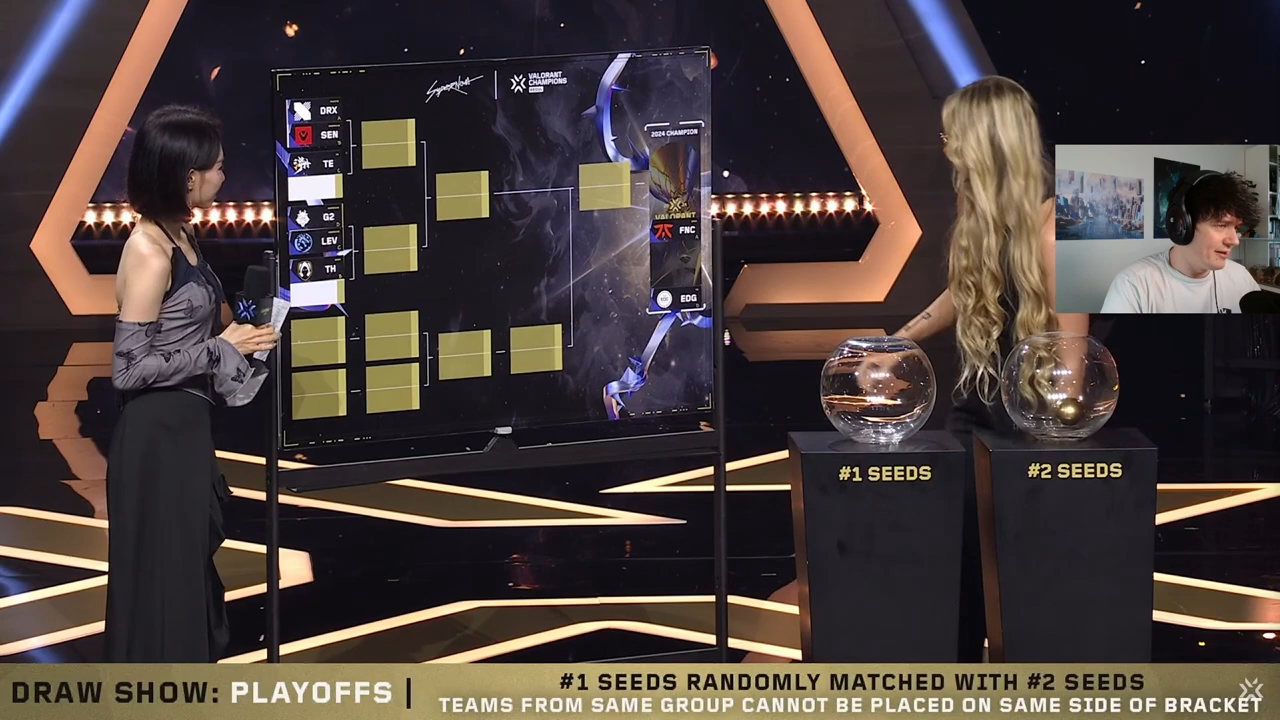 SUPERNOVA
VALORANT
CHAMPIONS
DRX
SEN
TE
G2
LEV
TH
2024 CHAMPION
VALORANT
FNC
EDG
#1 SEEDS
#2 SEEDS
DRAW SHOW: PLAYOFFS
#1 SEEDS RANDOMLY MATCHED WITH #2 SEEDS
TEAMS FROM SAME GROUP CANNOT BE PLACED ON SAME SIDE OF BRACKET